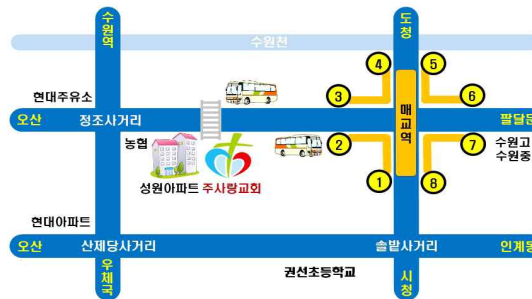 수원역
도청
수원천
4
5
3
6
현대주유소
매교역
오산
정조사거리
팔달문
농협
2
7
수원고
수원중
성원아파트
주사랑교회
1
8
현대아파트
오산
산제당사거리
솔밭사거리
인계동
우체국
권선초등학교
시청